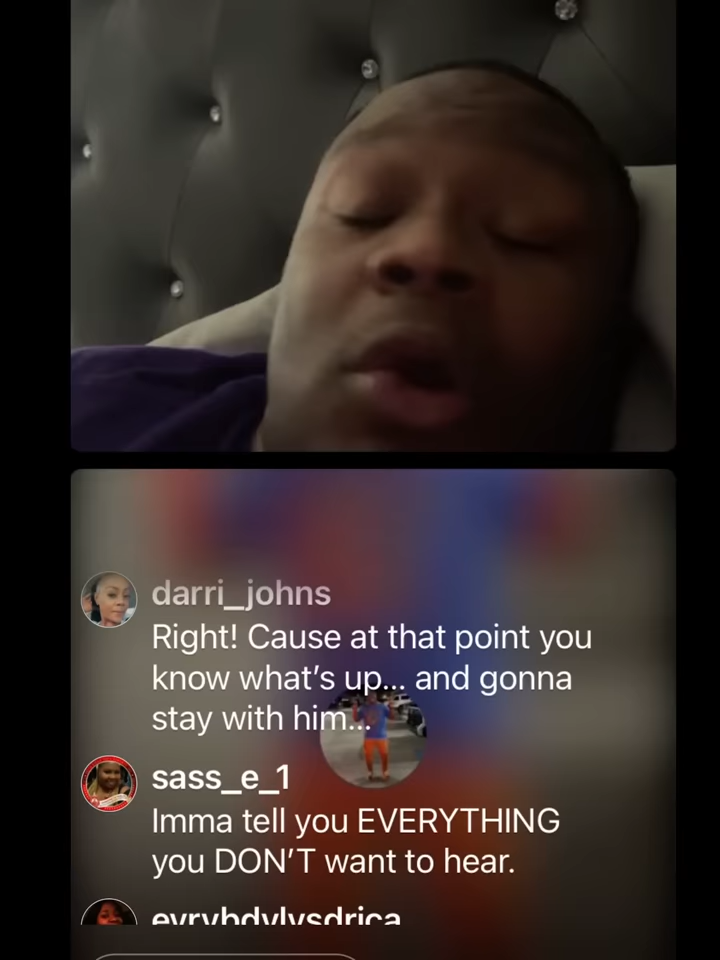 darri_johns
Right! Cause at that point you
know what's up... and gonna
stay with him...
sass_e_1
Imma tell you EVERYTHING
you DON'T want to hear.
evrybdylvsdrica